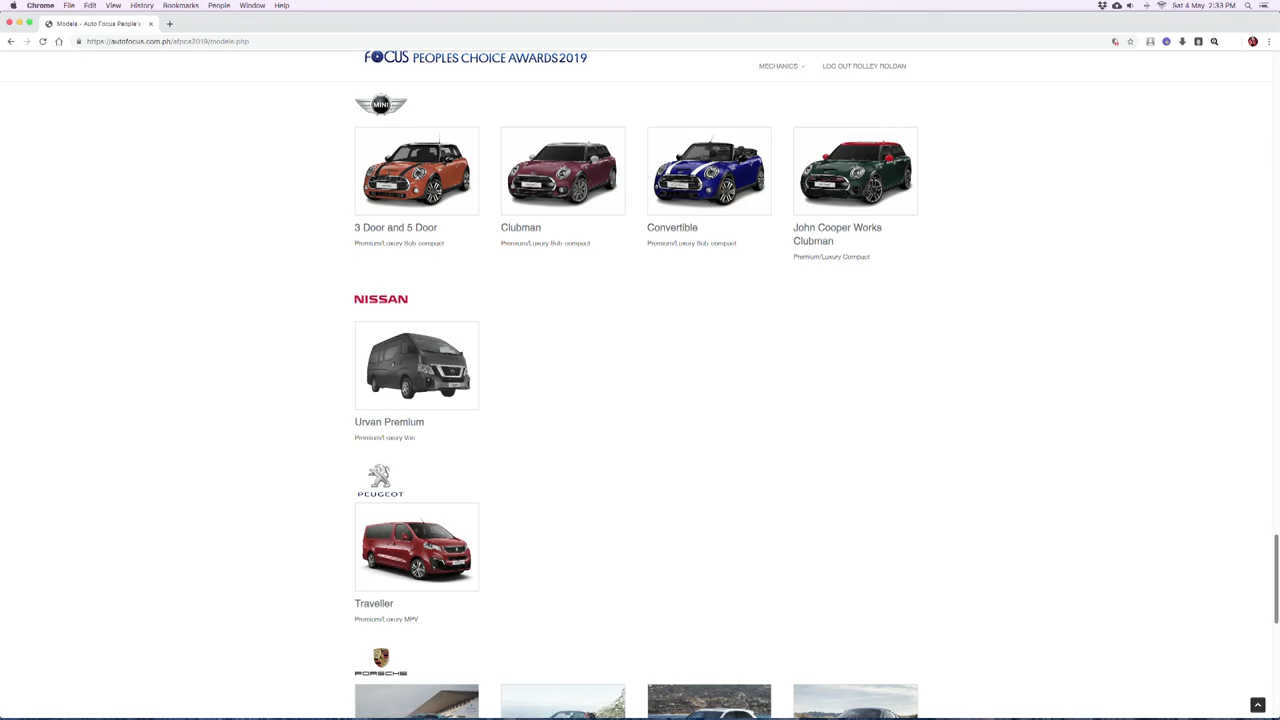 Chrome File Edit View History Bookmarks People Window Help Sat 4 May 2:33 PM
Models - Auto Focus People's
https://autofocus.com.ph/afpca2019/models.php
FOCUS PEOPLES CHOICE AWARDS 2019
MECHANICS LOG OUT ROLLEY ROLDAN
MINI
3 Door and 5 Door Clubman Convertible John Cooper Works
Clubman
Premium/Luxury Sub-compact Premium/Luxury Sub-compact Premium/Luxury Sub-compact
Premium/Luxury Compact
NISSAN
Urvan Premium
Premium/Luxury Van
PEUGEOT
Traveller
Premium/Luxury MPV
PORSCHE